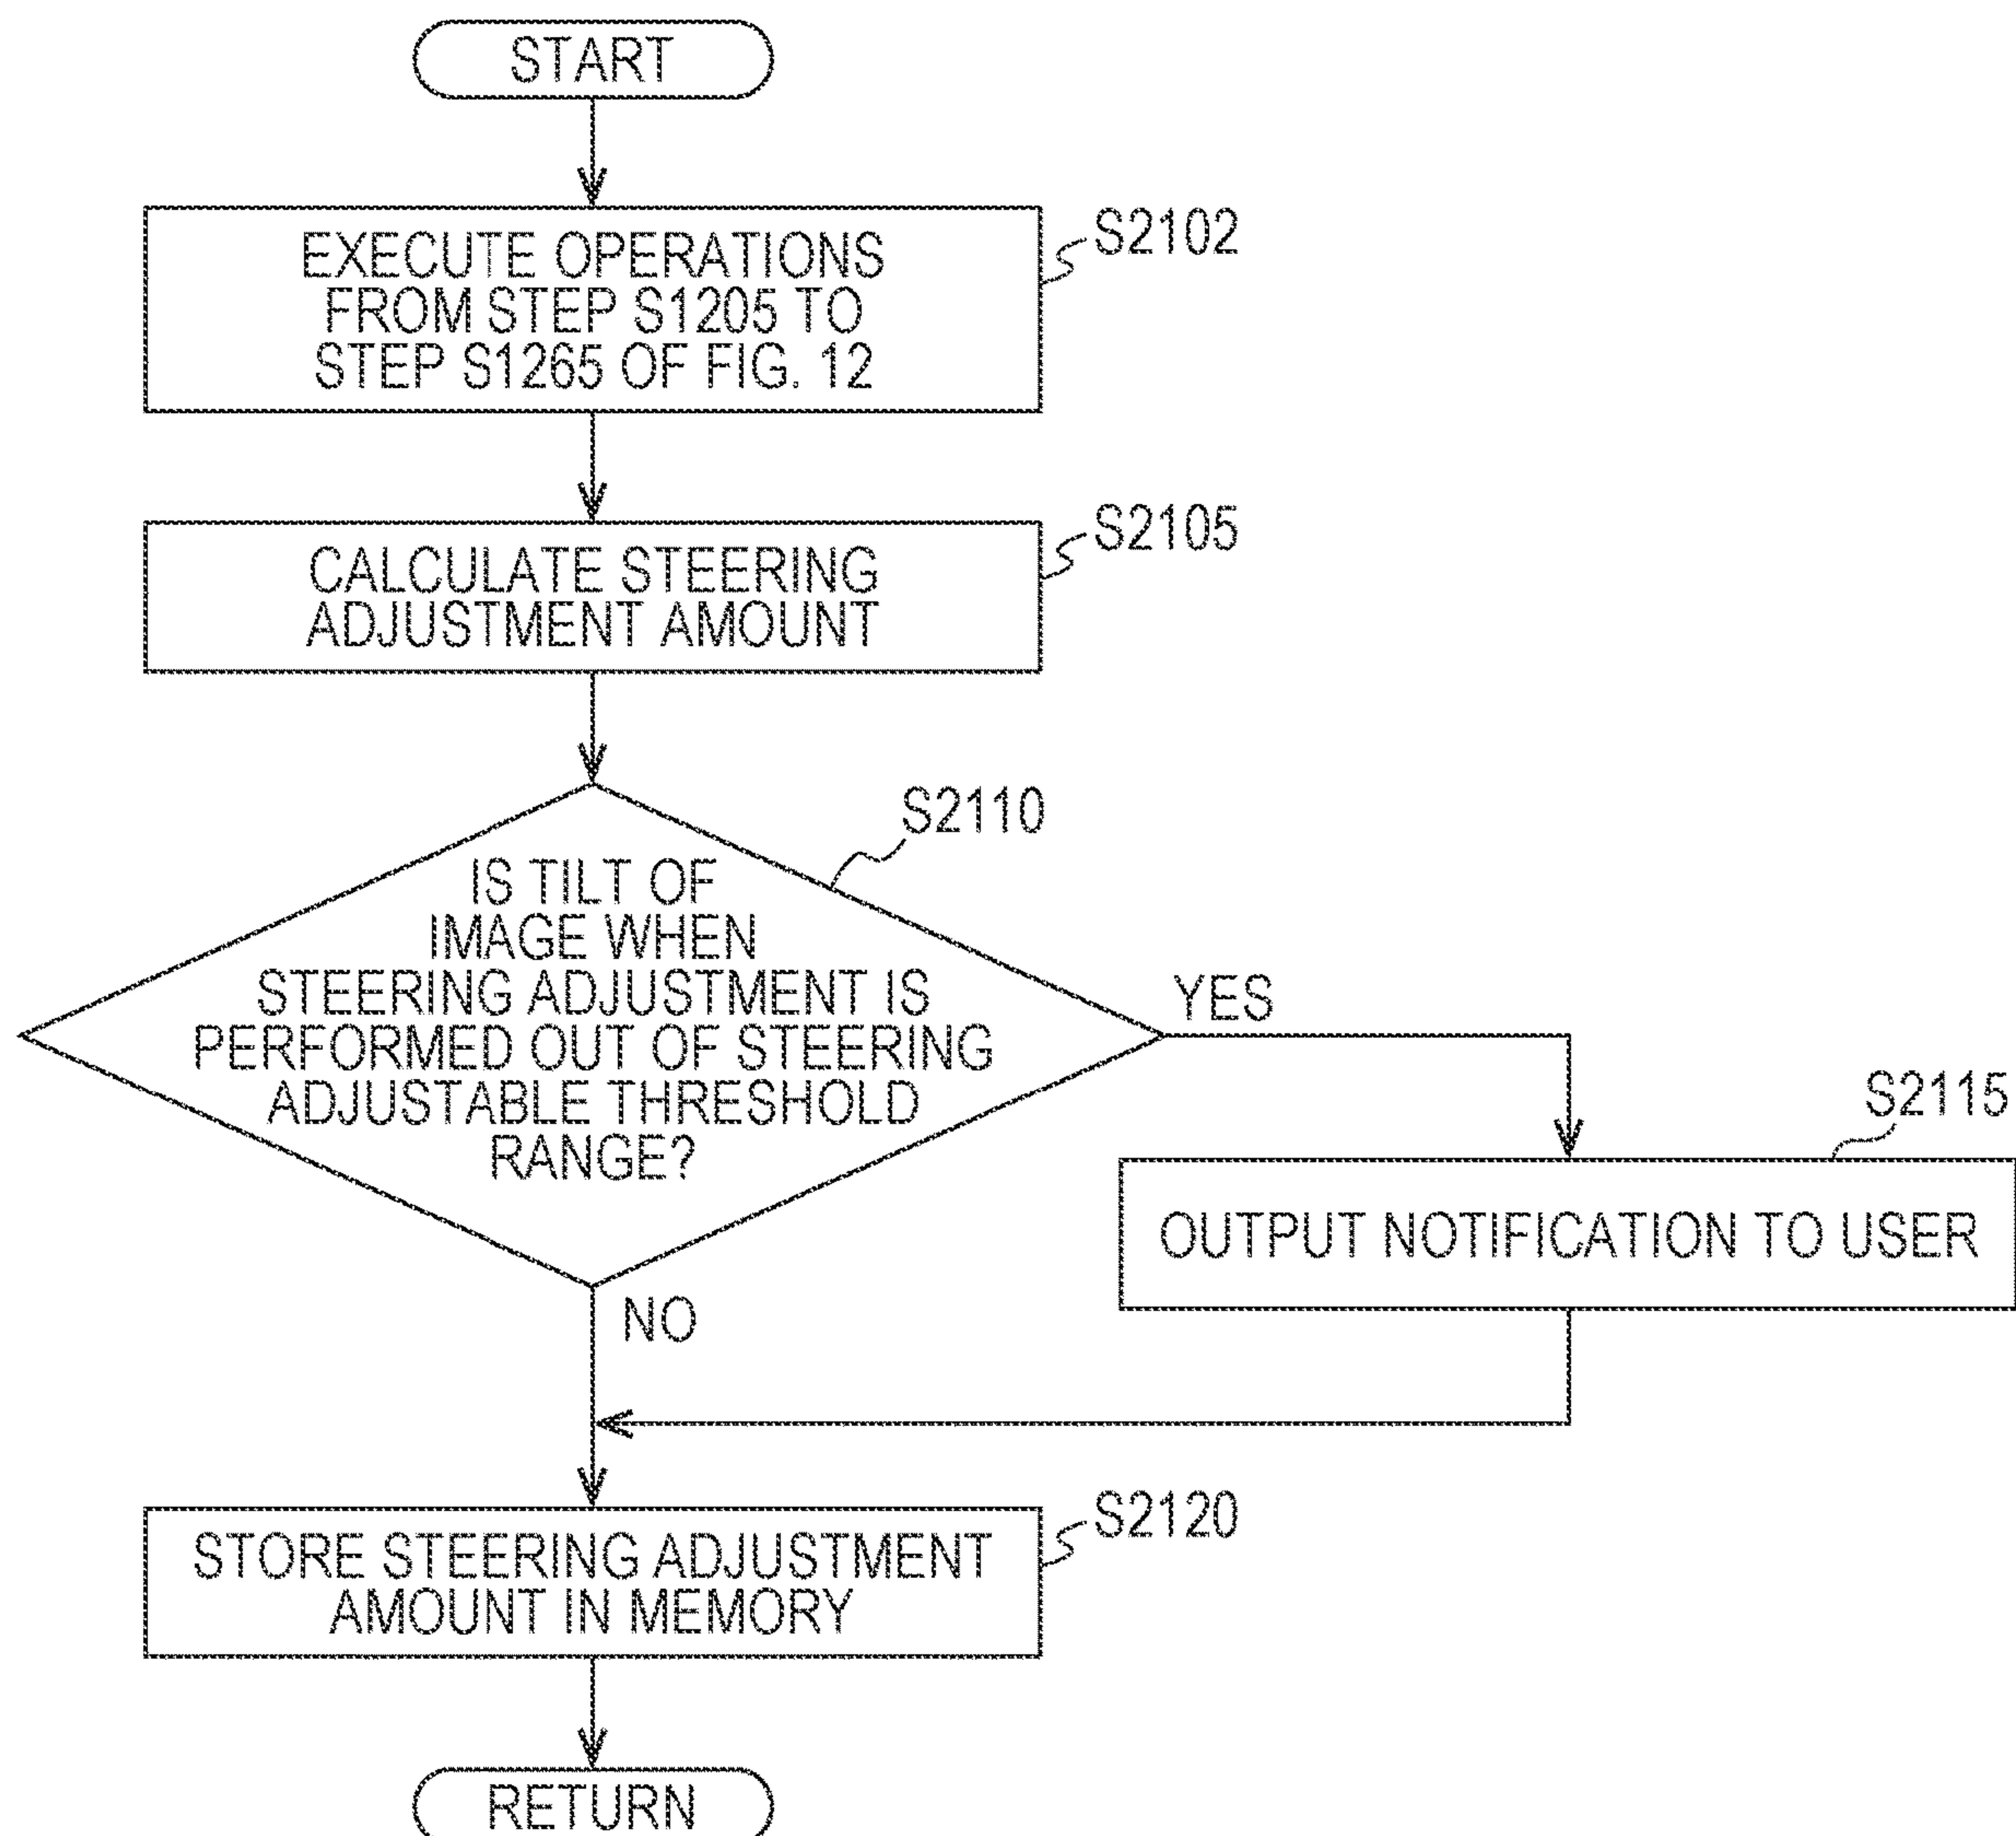 START
EXECUTE OPERATIONS
FROM STEP S1205 TO
STEP S1265 OF FIG. 12
S2102
CALCULATE STEERING
ADJUSTMENT AMOUNT
S2105
S2110
IS TILT OF
IMAGE WHEN
STEERING ADJUSTMENT IS
PERFORMED OUT OF STEERING
ADJUSTABLE THRESHOLD
RANGE?
YES
S2115
OUTPUT NOTIFICATION TO USER
NO
STORE STEERING ADJUSTMENT
AMOUNT IN MEMORY
S2120
RETURN